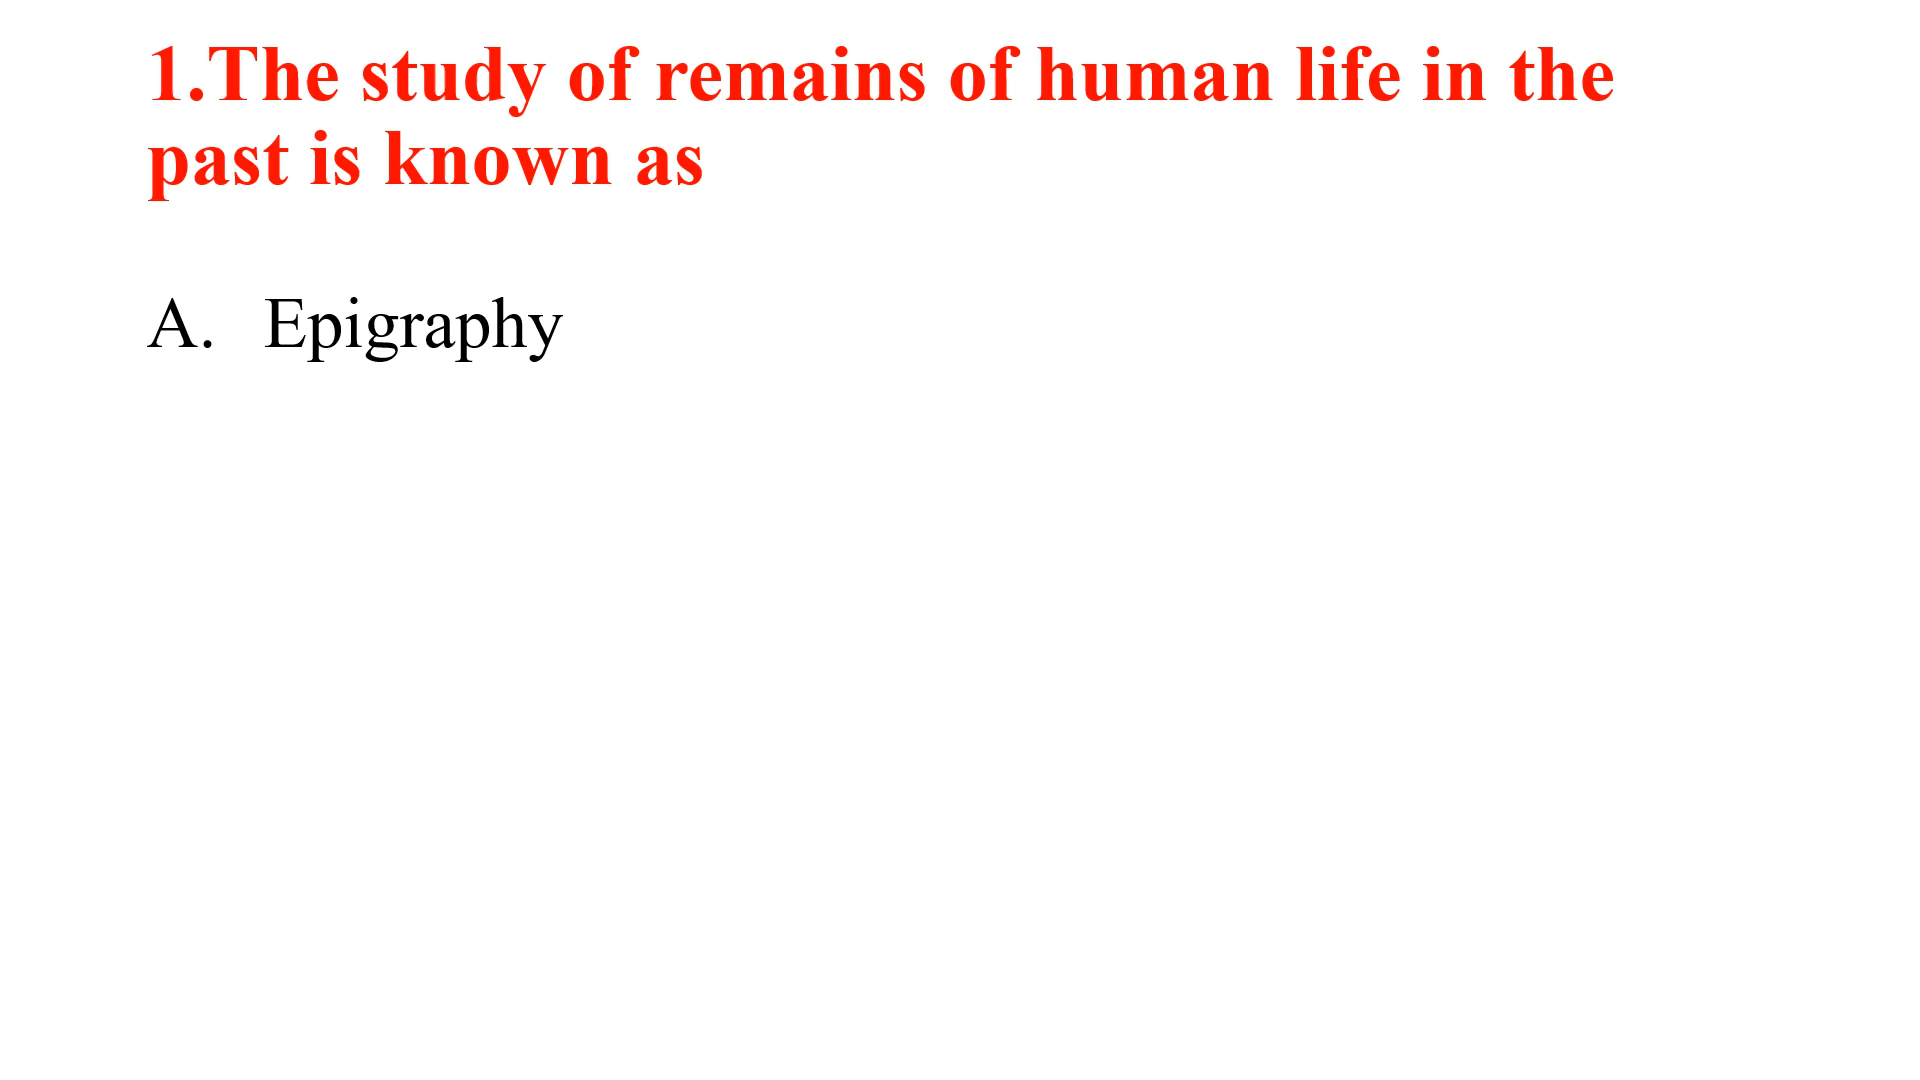 1.The study of remains of human life in the
past is known as
A. Epigraphy